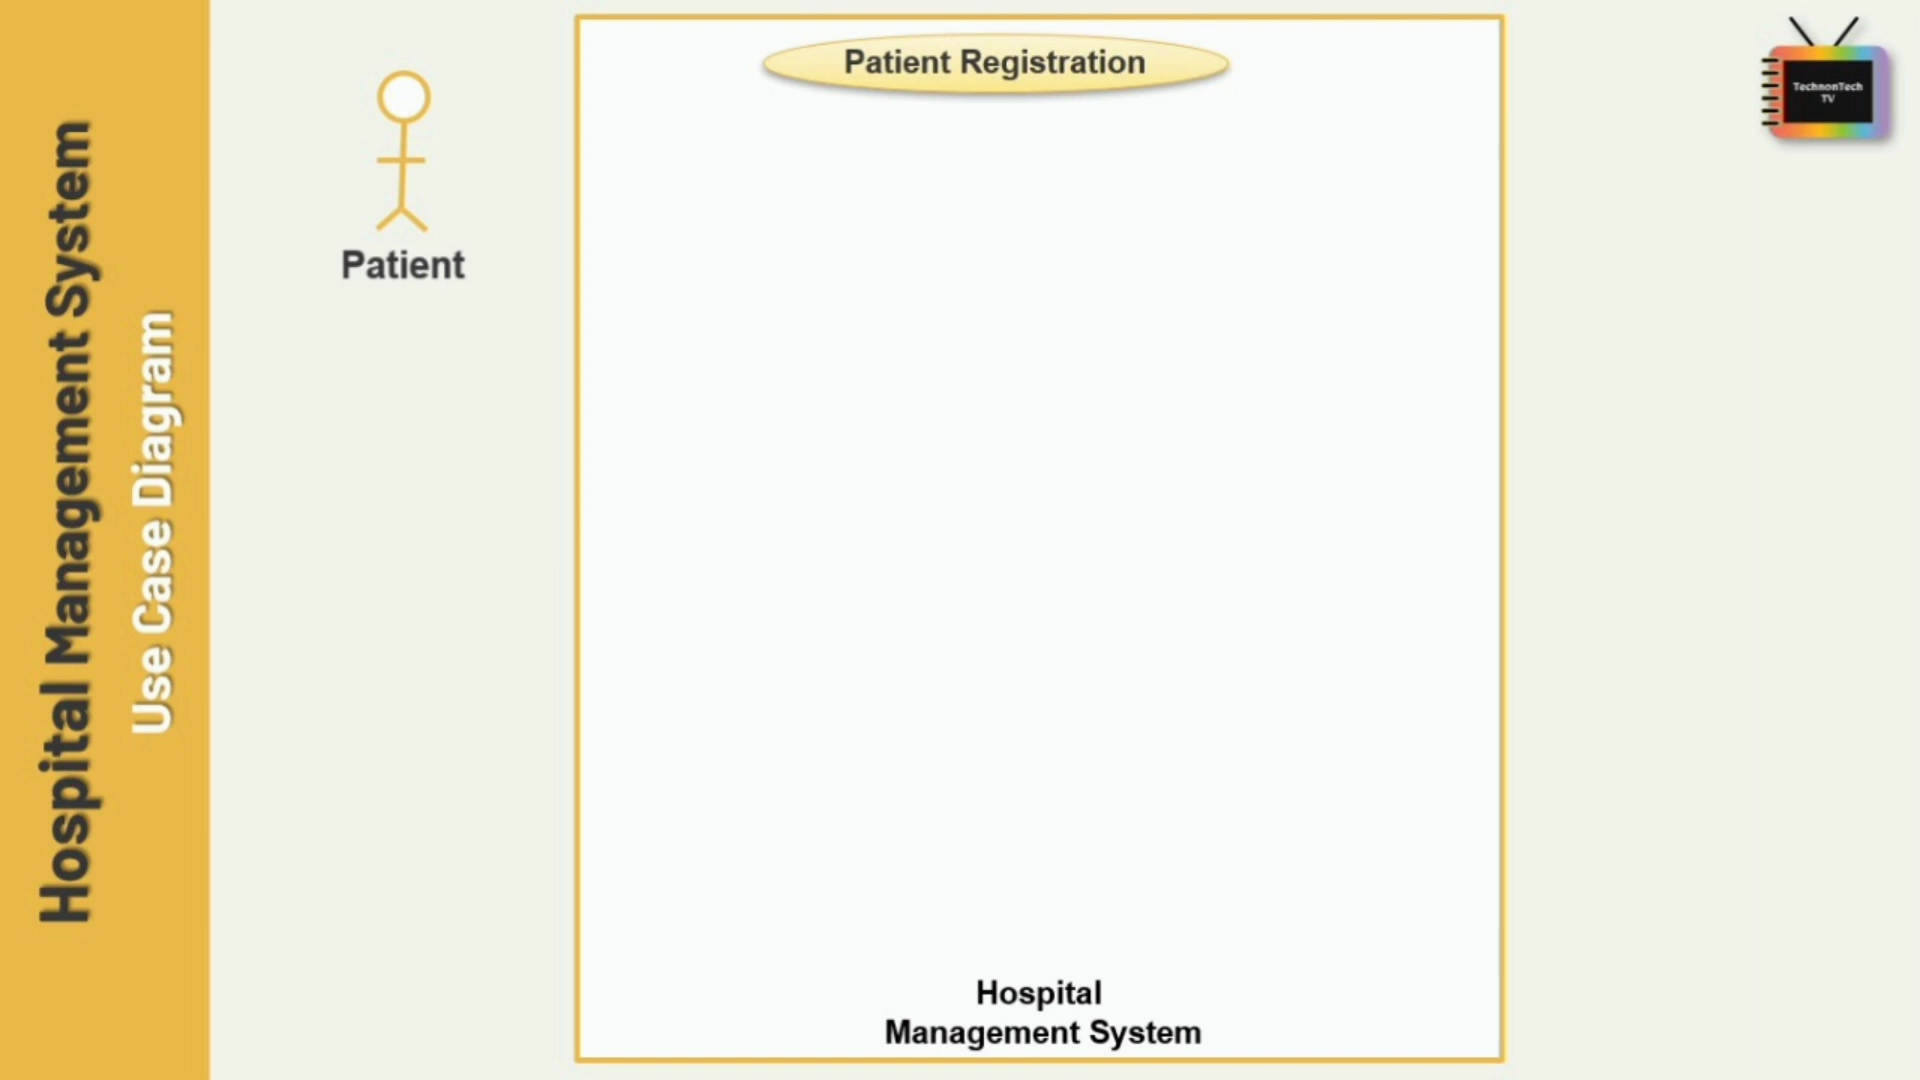 Hospital Management System
Use Case Diagram
Patient
Patient Registration
Hospital
Management System
TechnonTech
TV